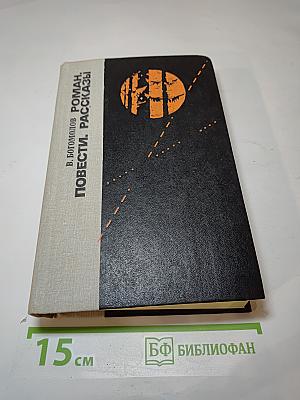 В. БОГОМОЛОВ РОМАН.
ПОВЕСТИ. РАССКАЗЫ
15 см
БФ БИБЛИОФАН